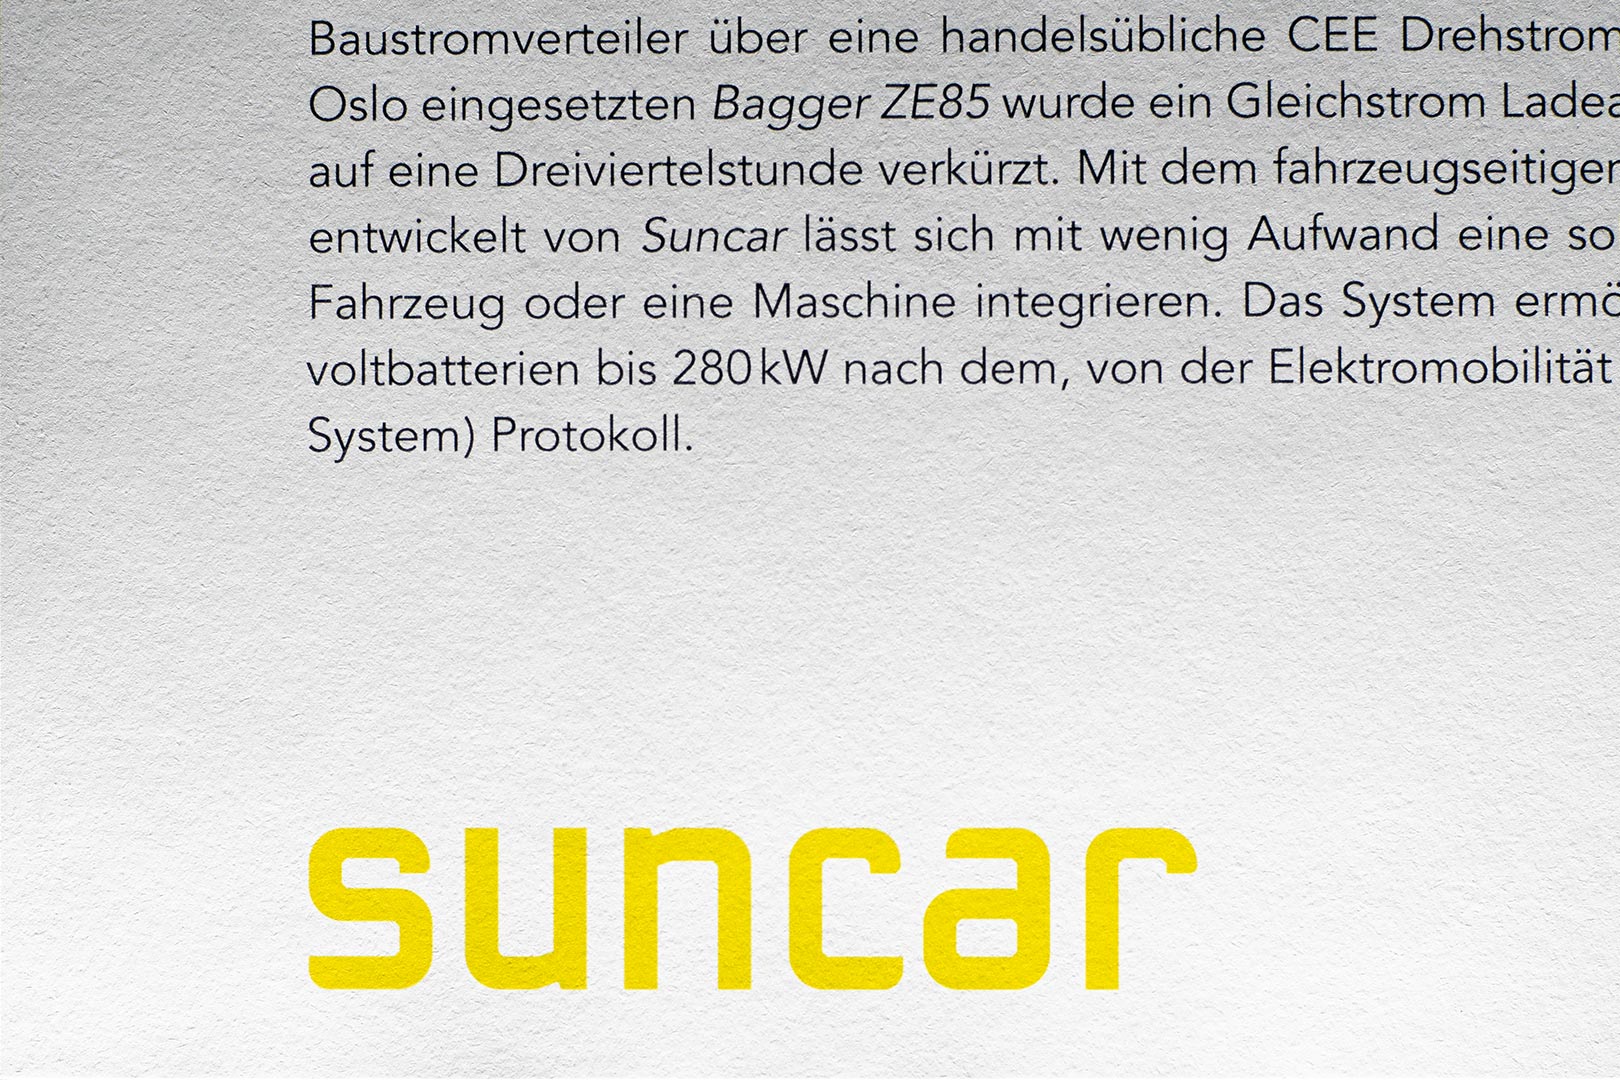 Baustromverteiler über eine handelsübliche CEE Drehstrom
Oslo eingesetzten Bagger ZE85 wurde ein Gleichstrom Ladea
auf eine Dreiviertelstunde verkürzt. Mit dem fahrzeugseitigen
entwickelt von Suncar lässt sich mit wenig Aufwand eine so
Fahrzeug oder eine Maschine integrieren. Das System ermö
voltbatterien bis 280 kW nach dem, von der Elektromobilität
System) Protokoll.
suncar